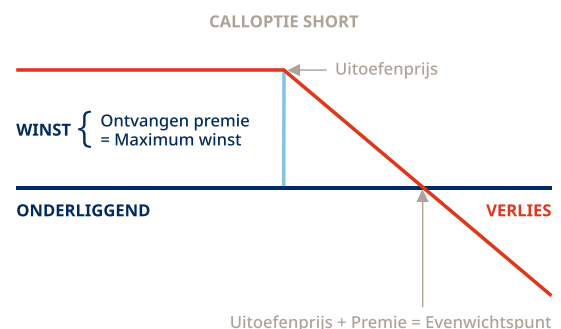 CALLOPTIE SHORT
Uitoefenprijs
WINST { Ontvangen premie
= Maximum winst
ONDERLIGGEND
VERLIES
Uitoefenprijs + Premie = Evenwichtspunt